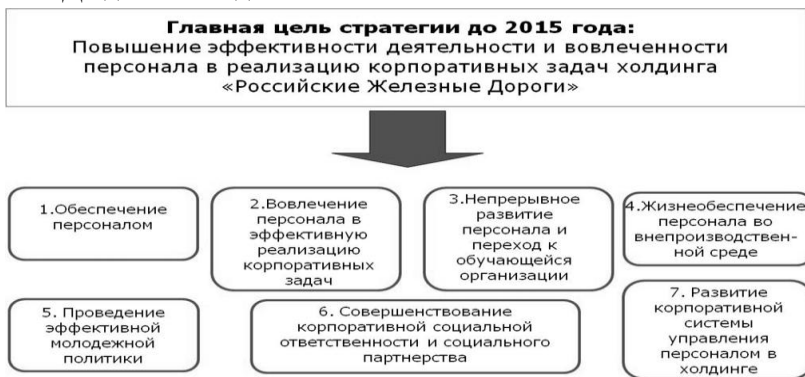 Главная цель стратегии до 2015 года:
Повышение эффективности деятельности и вовлеченности
персонала в реализацию корпоративных задач холдинга
«Российские Железные Дороги»
1.Обеспечение
персоналом
2.Вовлечение
персонала в
эффективную
реализацию
корпоративных
задач
3.Непрерывное
развитие
персонала и
переход к
обучающейся
организации
4.Жизнеобеспечение
персонала во
внепроизводствен-
ной среде
5. Проведение
эффективной
молодежной
политики
6. Совершенствование
корпоративной социальной
ответственности и социального
партнерства
7. Развитие
корпоративной
системы
управления
персоналом в
холдинге